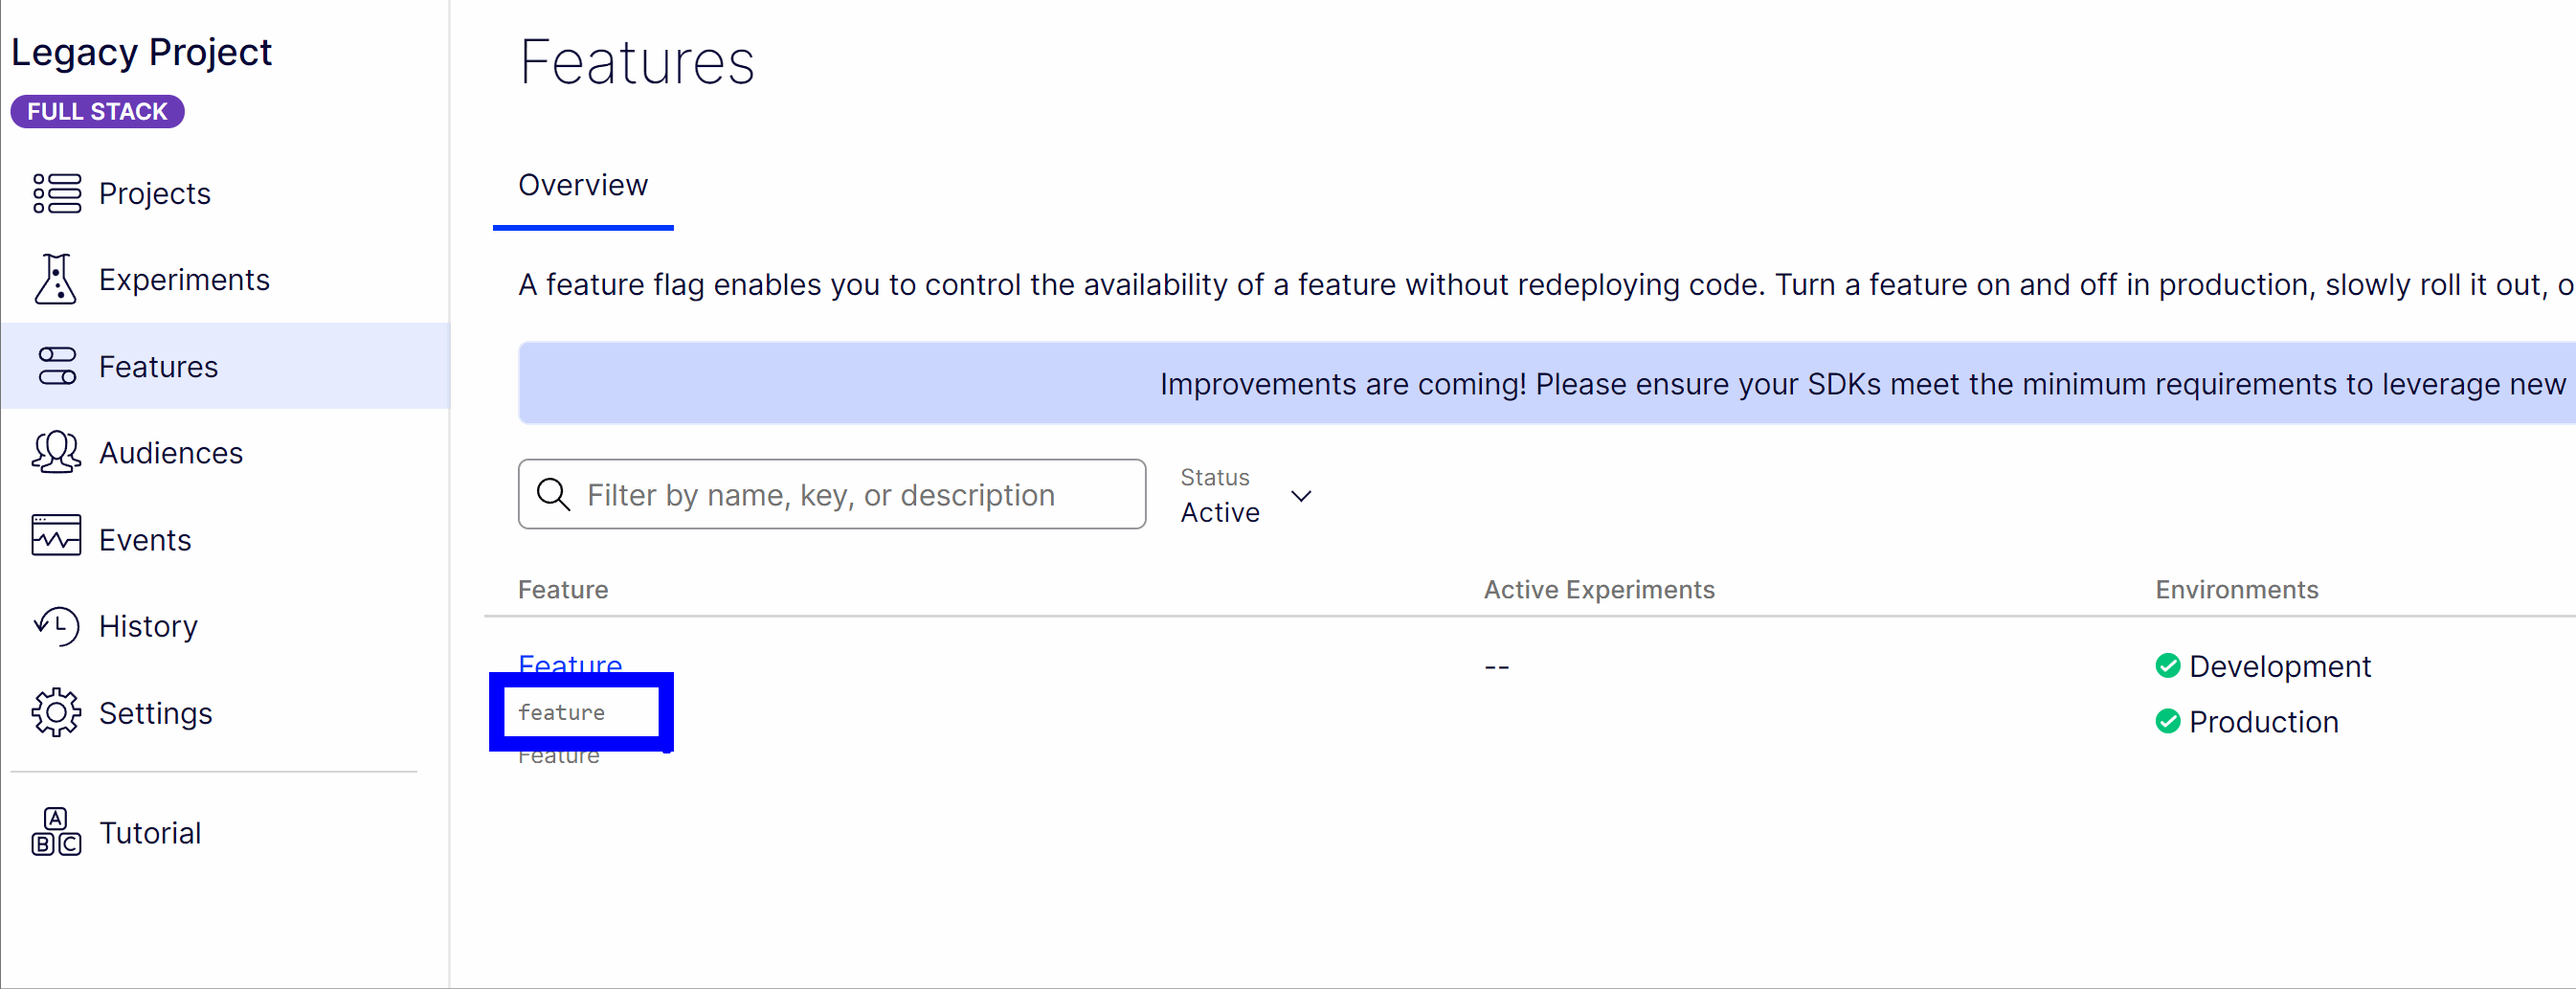 Legacy Project
FULL STACK
Projects
Experiments
Features
Audiences
Events
History
Settings
A
B C
Tutorial
Features
Overview
A feature flag enables you to control the availability of a feature without redeploying code. Turn a feature on and off in production, slowly roll it out, o
Improvements are coming! Please ensure your SDKs meet the minimum requirements to leverage new
Filter by name, key, or description
Status
Active
Feature Active Experiments Environments
Feature -- Development
feature Production
Feature